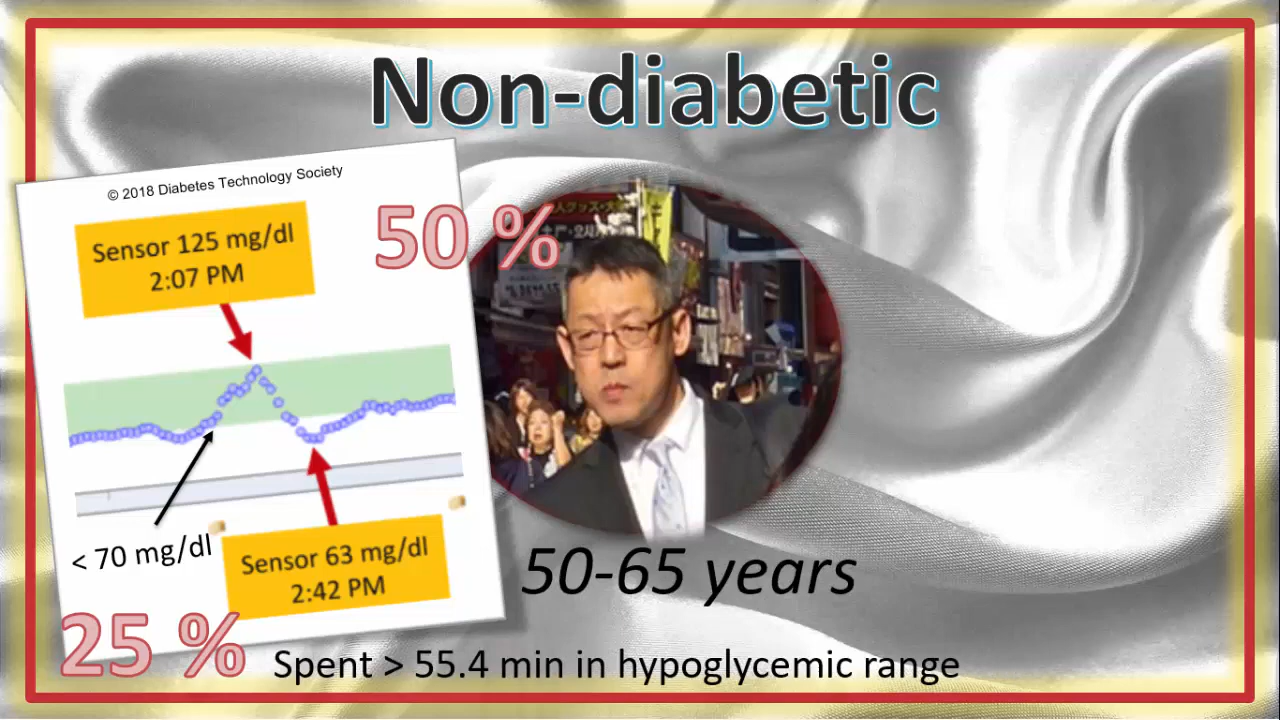 Non-diabetic
© 2018 Diabetes Technology Society
Sensor 125 mg/dl
2:07 PM
50 %
< 70 mg/dl
Sensor 63 mg/dl
2:42 PM
50-65 years
25 %
Spent > 55.4 min in hypoglycemic range